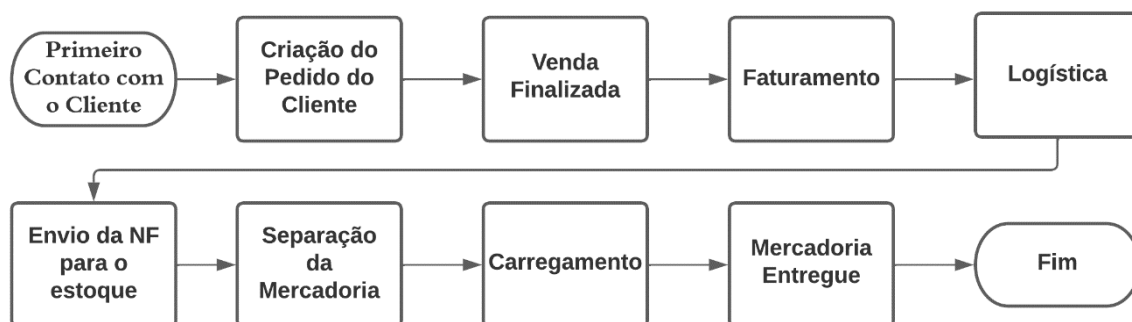 Primeiro
Contato com
o Cliente
Criação do
Pedido do
Cliente
Venda
Finalizada
Faturamento
Logística
Envio da NF
para o
estoque
Separação
da
Mercadoria
Carregamento
Mercadoria
Entregue
Fim